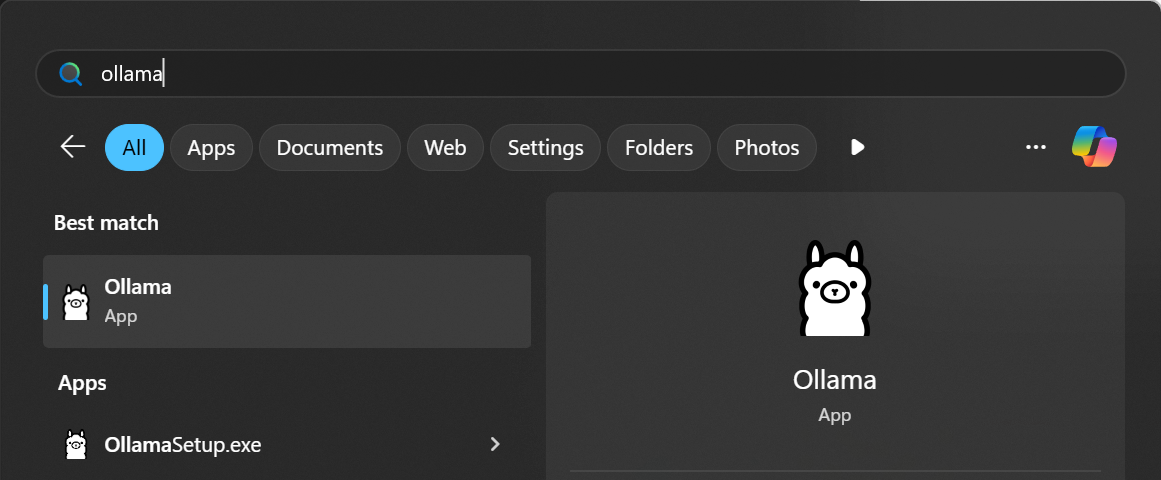 ollama
All Apps Documents Web Settings Folders Photos
Best match
Ollama
App
Apps
OllamaSetup.exe
Ollama
App